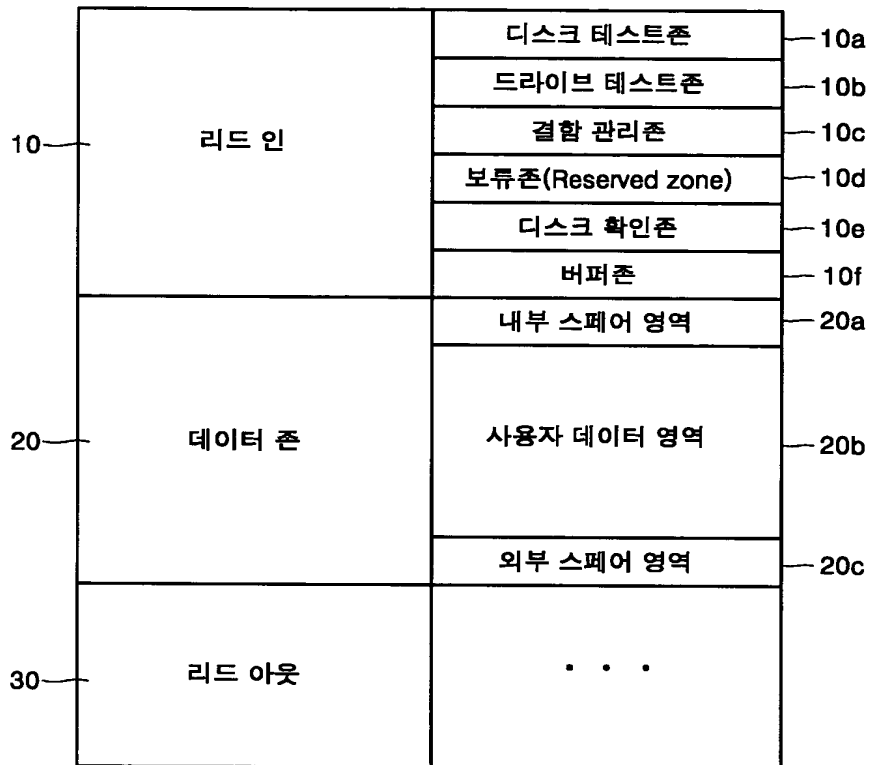 디스크 테스트존 10a
드라이브 테스트존 10b
10 리드 인 결함 관리존 10c
보류존(Reserved zone) 10d
디스크 확인존 10e
버퍼존 10f
내부 스페어 영역 20a
20 데이터 존 사용자 데이터 영역 20b
외부 스페어 영역 20c
30 리드 아웃 . . .